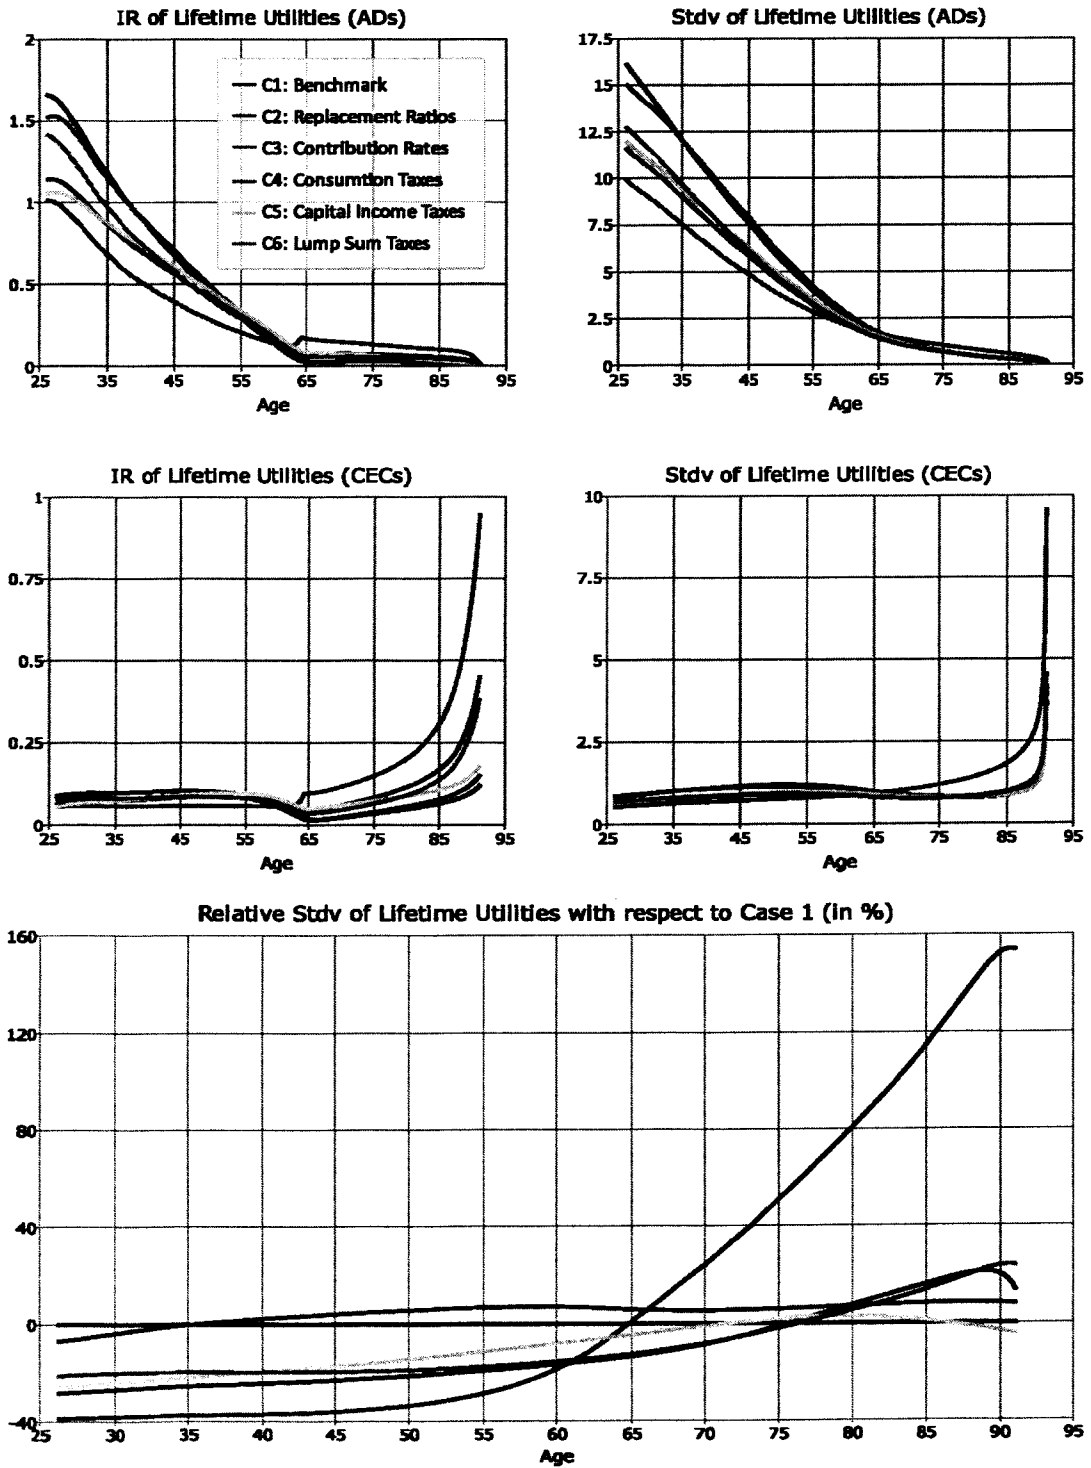 IR of Lifetime Utilities (ADs)
2
1.5
1
0.5
0
25 35 45 55 65 75 85 95
Age
C1: Benchmark
C2: Replacement Ratios
C3: Contribution Rates
C4: Consumtion Taxes
C5: Capital Income Taxes
C6: Lump Sum Taxes
Stdv of Lifetime Utilities (ADs)
17.5
15
12.5
10
7.5
5
2.5
0
25 35 45 55 65 75 85 95
Age
IR of Lifetime Utilities (CECs)
1
0.75
0.5
0.25
0
25 35 45 55 65 75 85 95
Age
Stdv of Lifetime Utilities (CECs)
10
7.5
5
2.5
0
25 35 45 55 65 75 85 95
Age
Relative Stdv of Lifetime Utilities with respect to Case 1 (in %)
160
120
80
40
0
-40
25 30 35 40 45 50 55 60 65 70 75 80 85 90 95
Age